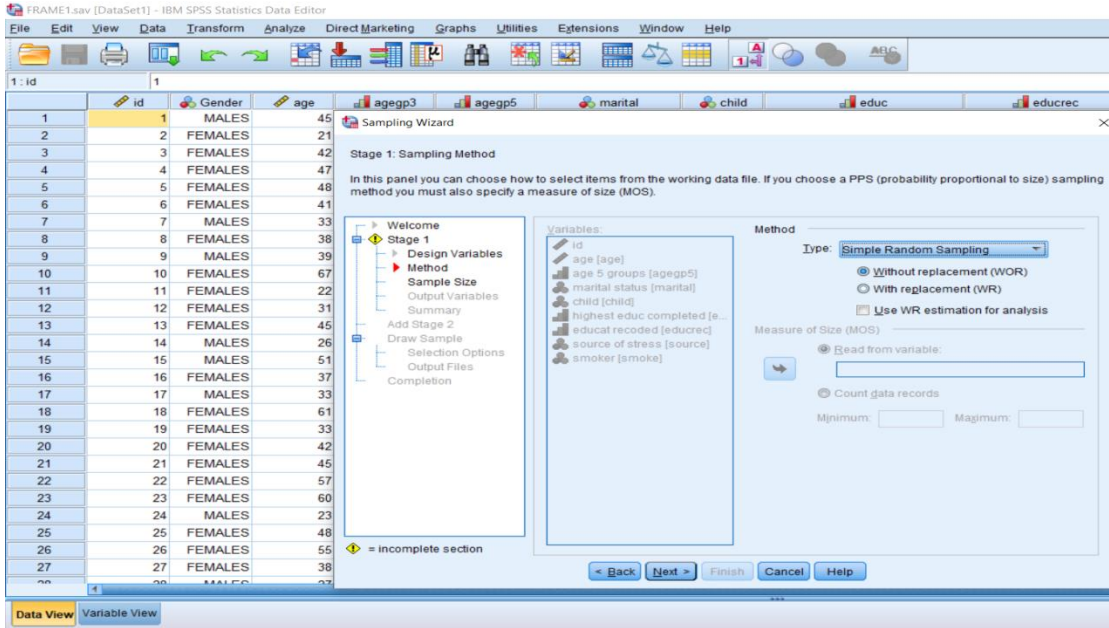 FRAME1.sav [DataSet1] - IBM SPSS Statistics Data Editor
File Edit View Data Transform Analyze Direct Marketing Graphs Utilities Extensions Window Help
1 : id 1
id Gender age agegp3 agegp5 marital child educ educrec
1 1 MALES 45
2 2 FEMALES 21
3 3 FEMALES 42
4 4 FEMALES 47
5 5 FEMALES 48
6 6 FEMALES 41
7 7 MALES 33
8 8 FEMALES 38
9 9 MALES 39
10 10 FEMALES 67
11 11 FEMALES 22
12 12 FEMALES 31
13 13 FEMALES 45
14 14 MALES 26
15 15 MALES 51
16 16 FEMALES 37
17 17 MALES 33
18 18 FEMALES 61
19 19 FEMALES 33
20 20 FEMALES 42
21 21 FEMALES 45
22 22 FEMALES 57
23 23 FEMALES 60
24 24 MALES 23
25 25 FEMALES 48
26 26 FEMALES 55
27 27 FEMALES 38
Sampling Wizard
Stage 1: Sampling Method
In this panel you can choose how to select items from the working data file. If you choose a PPS (probability proportional to size) sampling
method you must also specify a measure of size (MOS).
Welcome
Stage 1
Design Variables
Method
Sample Size
Output Variables
Summary
Add Stage 2
Draw Sample
Selection Options
Output Files
Completion
= incomplete section
Variables:
id
age [age]
age 5 groups [agegp5]
marital status [marital]
child [child]
highest educ completed [e...
educat recoded [educrec]
source of stress [source]
smoker [smoke]
Method
Type: Simple Random Sampling
Without replacement (WOR)
With replacement (WR)
Use WR estimation for analysis
Measure of Size (MOS)
Read from variable:
Count data records
Minimum: Maximum:
< Back Next > Finish Cancel Help
Data View Variable View